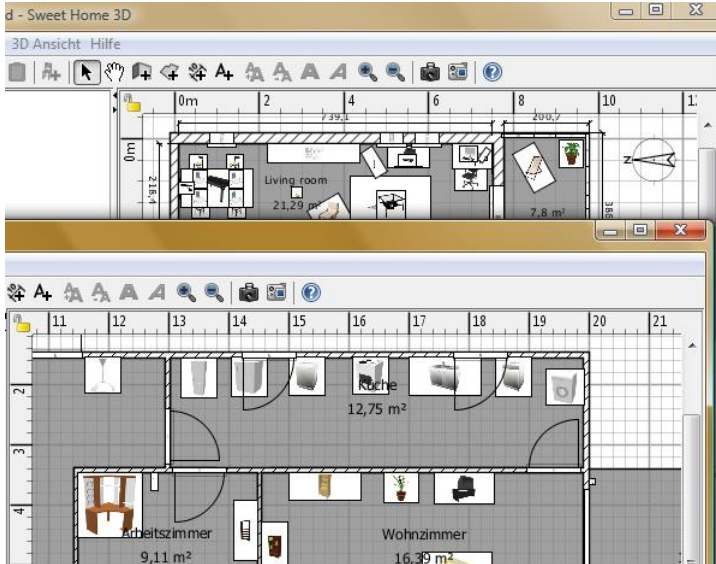 d - Sweet Home 3D
3D Ansicht Hilfe
0m 2 4 6 8 10 1
739,1 200,7
0m
218,4
Living room
21,29 m²
7,8 m²
N
11 12 13 14 15 16 17 18 19 20 21
2
Küche
12,75 m²
3
4
Arbeitszimmer
9,11 m²
Wohnzimmer
16,39 m²